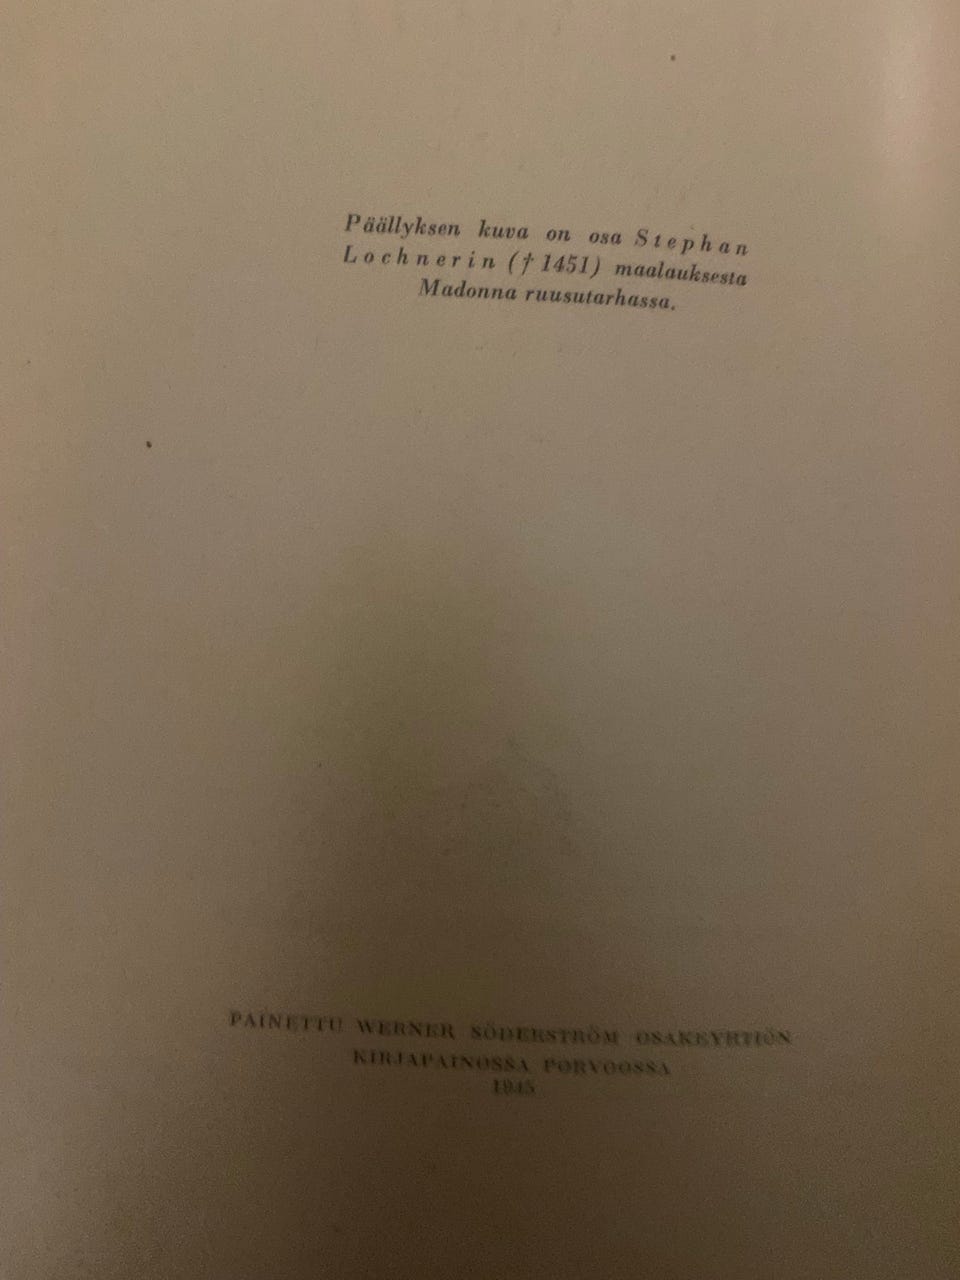 Päällyksen kuva on osa Stephan
Lochnerin († 1451) maalauksesta
Madonna ruusutarhassa.
PAINETTU WERNER SÖDERSTRÖM OSAKEYHTIÖN
KIRJAPAINOSSA PORVOOSSA
1945